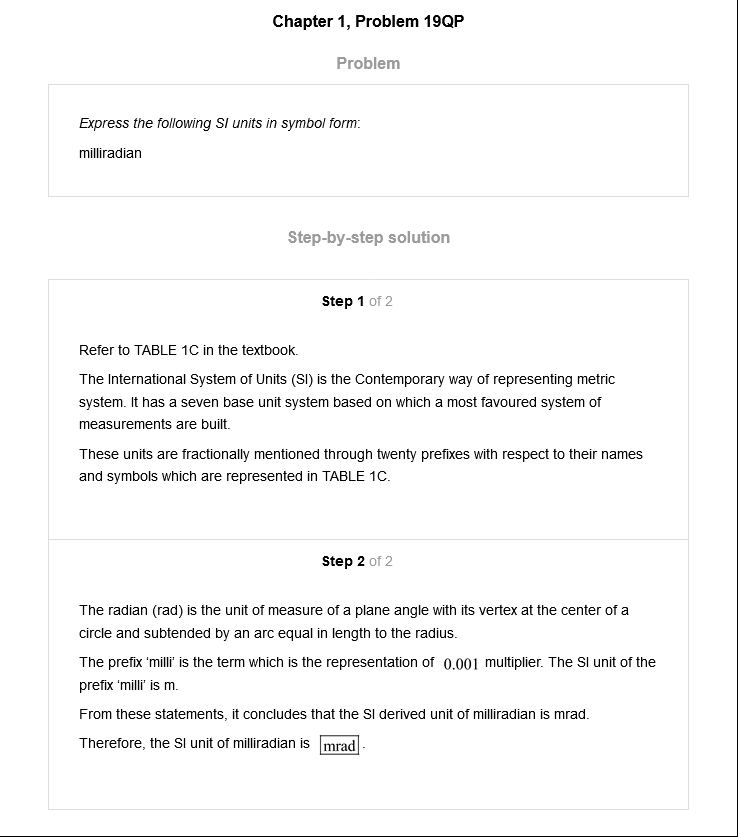 Chapter 1, Problem 19QP
Problem
Express the following SI units in symbol form:
milliradian
Step-by-step solution
Step 1 of 2
Refer to TABLE 1C in the textbook.
The International System of Units (SI) is the Contemporary way of representing metric
system. It has a seven base unit system based on which a most favoured system of
measurements are built.
These units are fractionally mentioned through twenty prefixes with respect to their names
and symbols which are represented in TABLE 1C.
Step 2 of 2
The radian (rad) is the unit of measure of a plane angle with its vertex at the center of a
circle and subtended by an arc equal in length to the radius.
The prefix ‘milli’ is the term which is the representation of 0.001 multiplier. The SI unit of the
prefix ‘milli’ is m.
From these statements, it concludes that the SI derived unit of milliradian is mrad.
Therefore, the SI unit of milliradian is mrad.